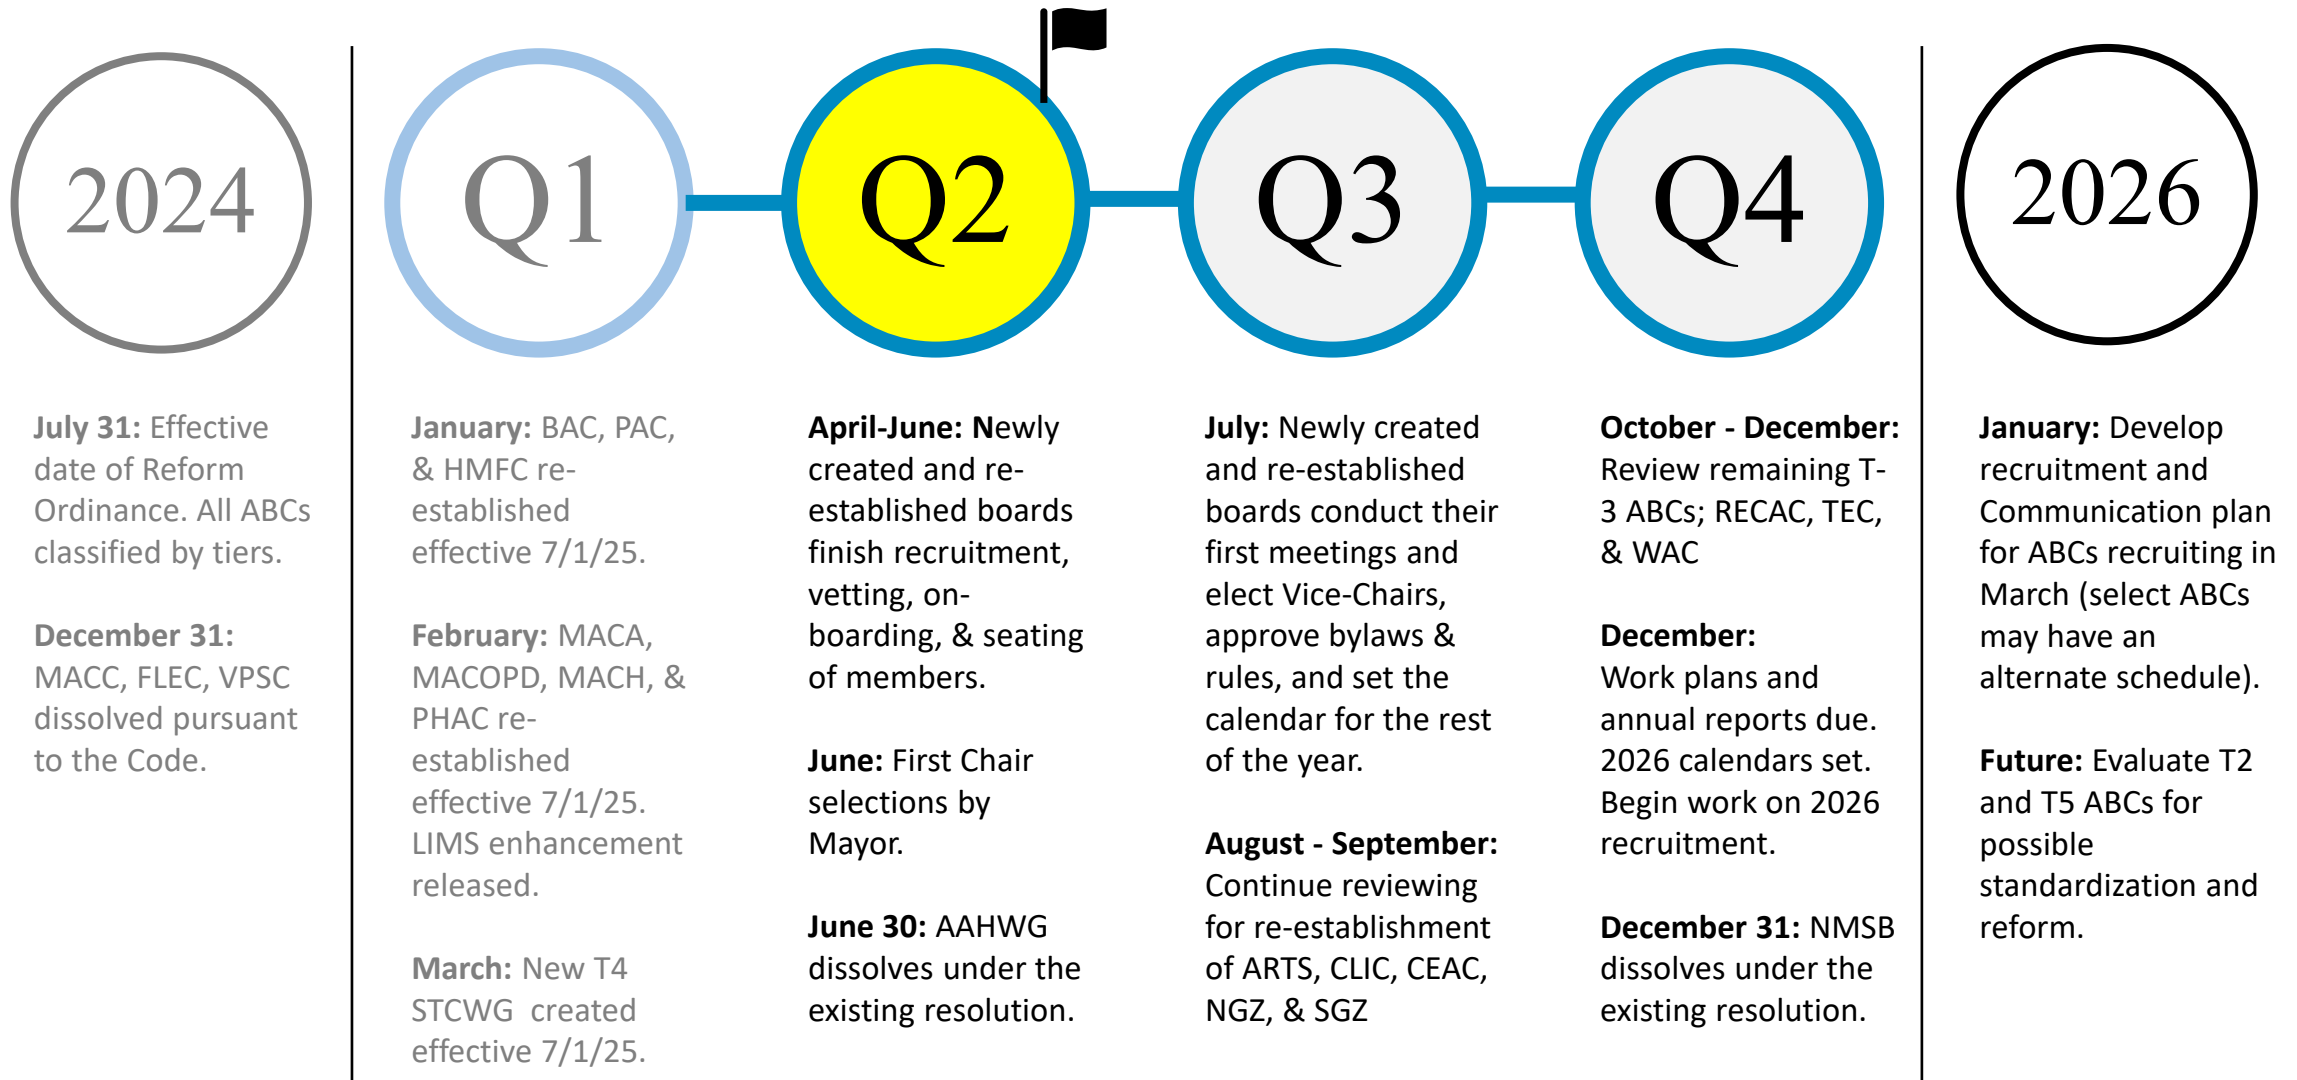 2024
July 31: Effective
date of Reform
Ordinance. All ABCs
classified by tiers.
December 31:
MACC, FLEC, VPSC
dissolved pursuant
to the Code.
Q1
January: BAC, PAC,
& HMFC re-
established
effective 7/1/25.
February: MACA,
MACOPD, MACH, &
PHAC re-
established
effective 7/1/25.
LIMS enhancement
released.
March: New T4
STCWG created
effective 7/1/25.
Q2
April-June: Newly
created and re-
established boards
finish recruitment,
vetting, on-
boarding, & seating
of members.
June: First Chair
selections by
Mayor.
June 30: AAHWG
dissolves under the
existing resolution.
Q3
July: Newly created
and re-established
boards conduct their
first meetings and
elect Vice-Chairs,
approve bylaws &
rules, and set the
calendar for the rest
of the year.
August - September:
Continue reviewing
for re-establishment
of ARTS, CLIC, CEAC,
NGZ, & SGZ
Q4
October - December:
Review remaining T-
3 ABCs; RECAC, TEC,
& WAC
December:
Work plans and
annual reports due.
2026 calendars set.
Begin work on 2026
recruitment.
December 31: NMSB
dissolves under the
existing resolution.
2026
January: Develop
recruitment and
Communication plan
for ABCs recruiting in
March (select ABCs
may have an
alternate schedule).
Future: Evaluate T2
and T5 ABCs for
possible
standardization and
reform.